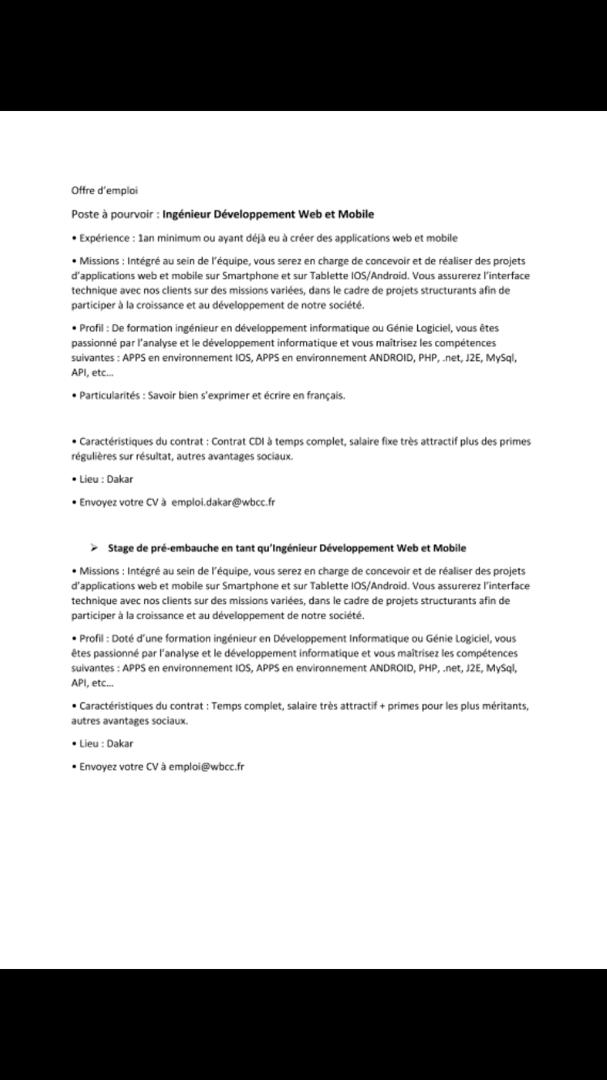 Offre d’emploi
Poste à pourvoir : Ingénieur Développement Web et Mobile
• Expérience : 1an minimum ou ayant déjà eu à créer des applications web et mobile
• Missions : Intégré au sein de l’équipe, vous serez en charge de concevoir et de réaliser des projets
d’applications web et mobile sur Smartphone et sur Tablette IOS/Android. Vous assurerez l’interface
technique avec nos clients sur des missions variées, dans le cadre de projets structurants afin de
participer à la croissance et au développement de notre société.
• Profil : De formation ingénieur en développement informatique ou Génie Logiciel, vous êtes
passionné par l’analyse et le développement informatique et vous maîtrisez les compétences
suivantes : APPS en environnement IOS, APPS en environnement ANDROID, PHP, .net, J2E, MySql,
API, etc…
• Particularités : Savoir bien s’exprimer et écrire en français.
• Caractéristiques du contrat : Contrat CDI à temps complet, salaire fixe très attractif plus des primes
régulières sur résultat, autres avantages sociaux.
• Lieu : Dakar
• Envoyez votre CV à  emploi.dakar@wbcc.fr
➢ Stage de pré-embauche en tant qu’Ingénieur Développement Web et Mobile
• Missions : Intégré au sein de l’équipe, vous serez en charge de concevoir et de réaliser des projets
d’applications web et mobile sur Smartphone et sur Tablette IOS/Android. Vous assurerez l’interface
technique avec nos clients sur des missions variées, dans le cadre de projets structurants afin de
participer à la croissance et au développement de notre société.
• Profil : Doté d’une formation ingénieur en Développement Informatique ou Génie Logiciel, vous
êtes passionné par l’analyse et le développement informatique et vous maîtrisez les compétences
suivantes : APPS en environnement IOS, APPS en environnement ANDROID, PHP, .net, J2E, MySql,
API, etc…
• Caractéristiques du contrat : Temps complet, salaire très attractif + primes pour les plus méritants,
autres avantages sociaux.
• Lieu : Dakar
• Envoyez votre CV à emploi@wbcc.fr